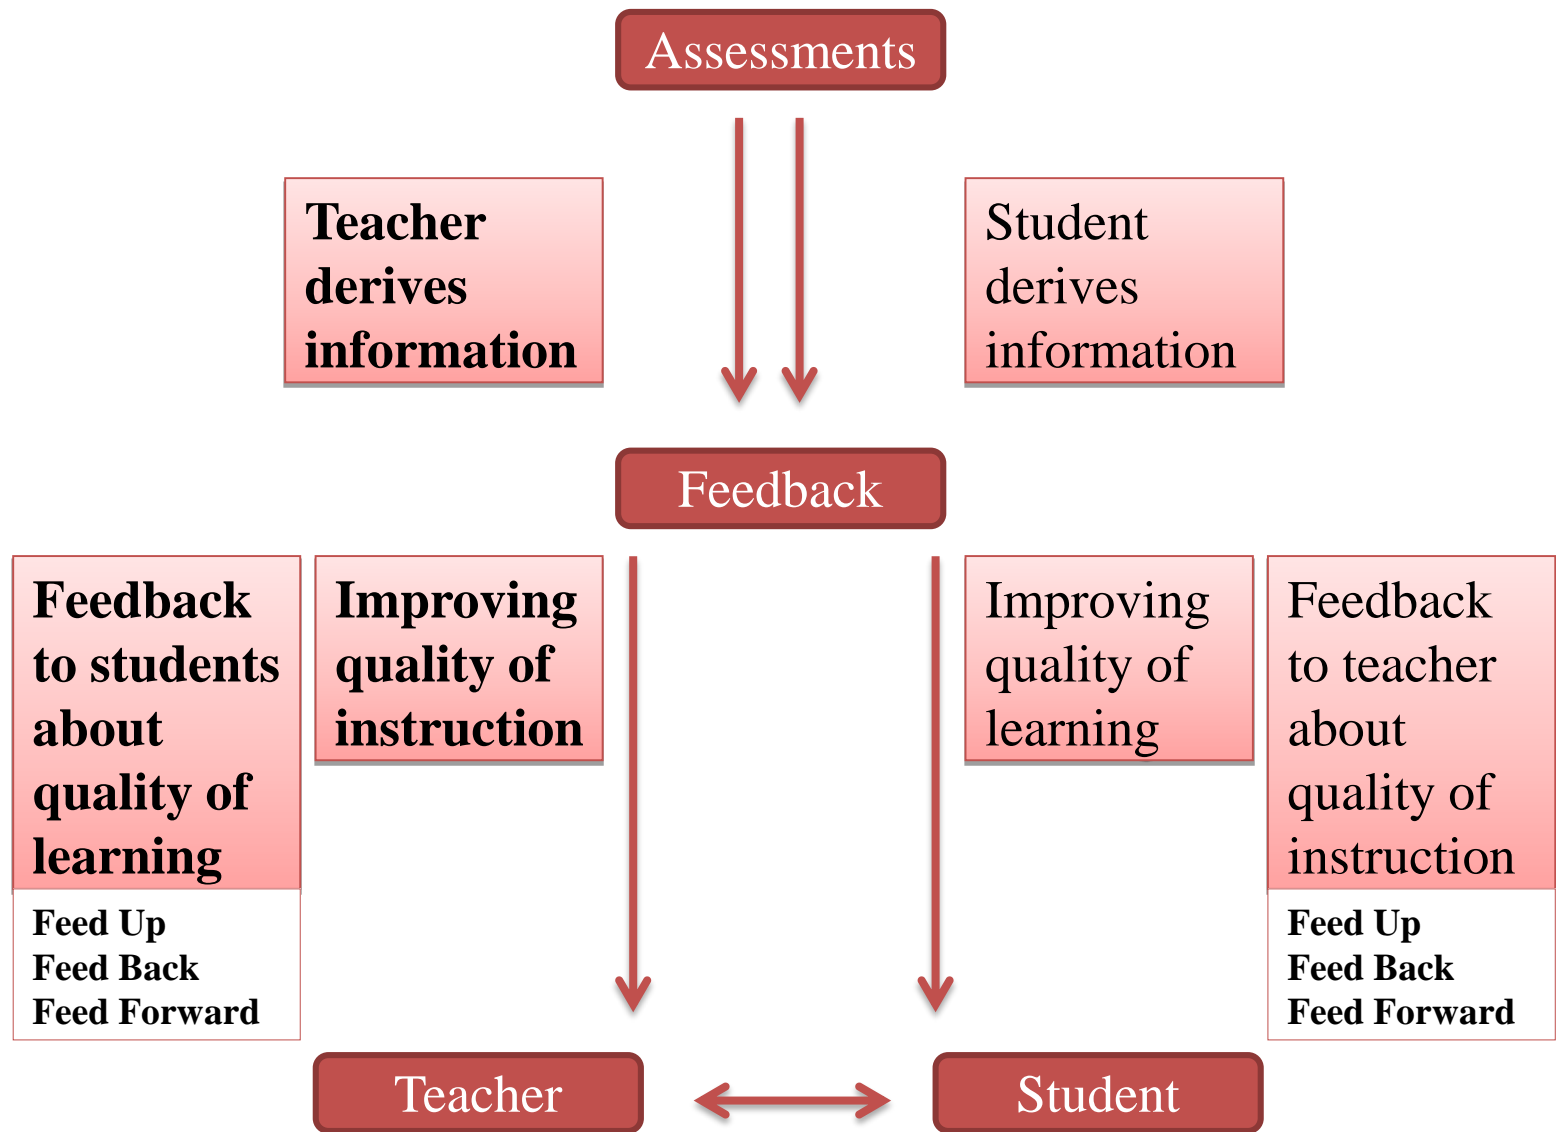 Assessments
Teacher
derives
information
Student
derives
information
Feedback
Feedback
to students
about
quality of
learning
Feed Up
Feed Back
Feed Forward
Improving
quality of
instruction
Improving
quality of
learning
Feedback
to teacher
about
quality of
instruction
Feed Up
Feed Back
Feed Forward
Teacher
Student